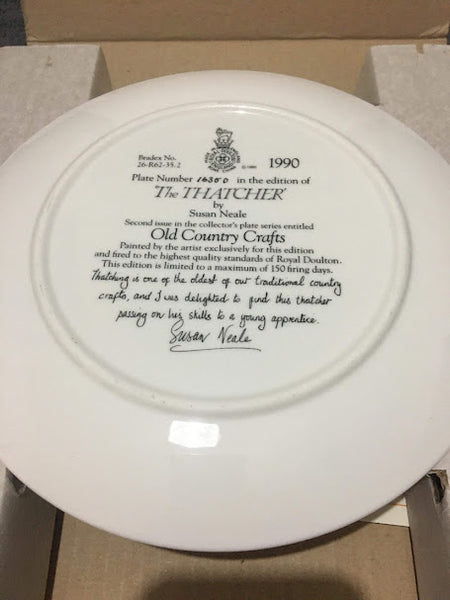 Bradex No.
26-R62-35.2
1990
Plate Number 16350 in the edition of
'The THATCHER'
by
Susan Neale
Second issue in the collector's plate series entitled
Old Country Crafts
Painted by the artist exclusively for this edition
and fired to the highest quality standards of Royal Doulton.
This edition is limited to a maximum of 150 firing days.
Thatching is one of the oldest of our traditional country
crafts, and I was delighted to find this thatcher
passing on his skills to a young apprentice.
Susan Neale